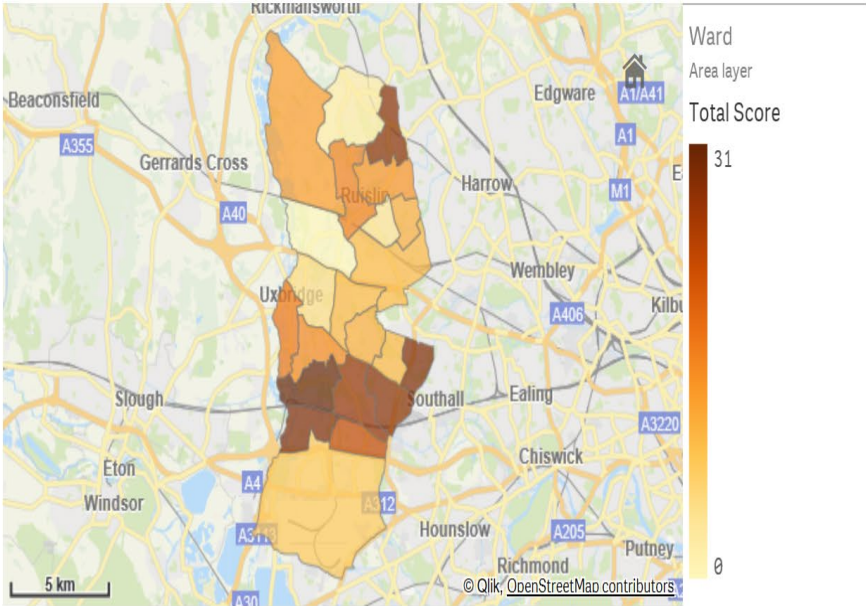 Rickmansworth
Ward
Area layer
Total Score
31
0
Beaconsfield
Edgware
A1/A41
A1
A355
Gerrards Cross
Harrow
M1
Ruislip
A40
Wembley
Uxbridge
A406
Slough
Southall
Ealing
A3220
Chiswick
Eton
A4
Windsor
A312
Hounslow
A3113
A205
Putney
Richmond
5 km
© Qlik, OpenStreetMap contributors
A30